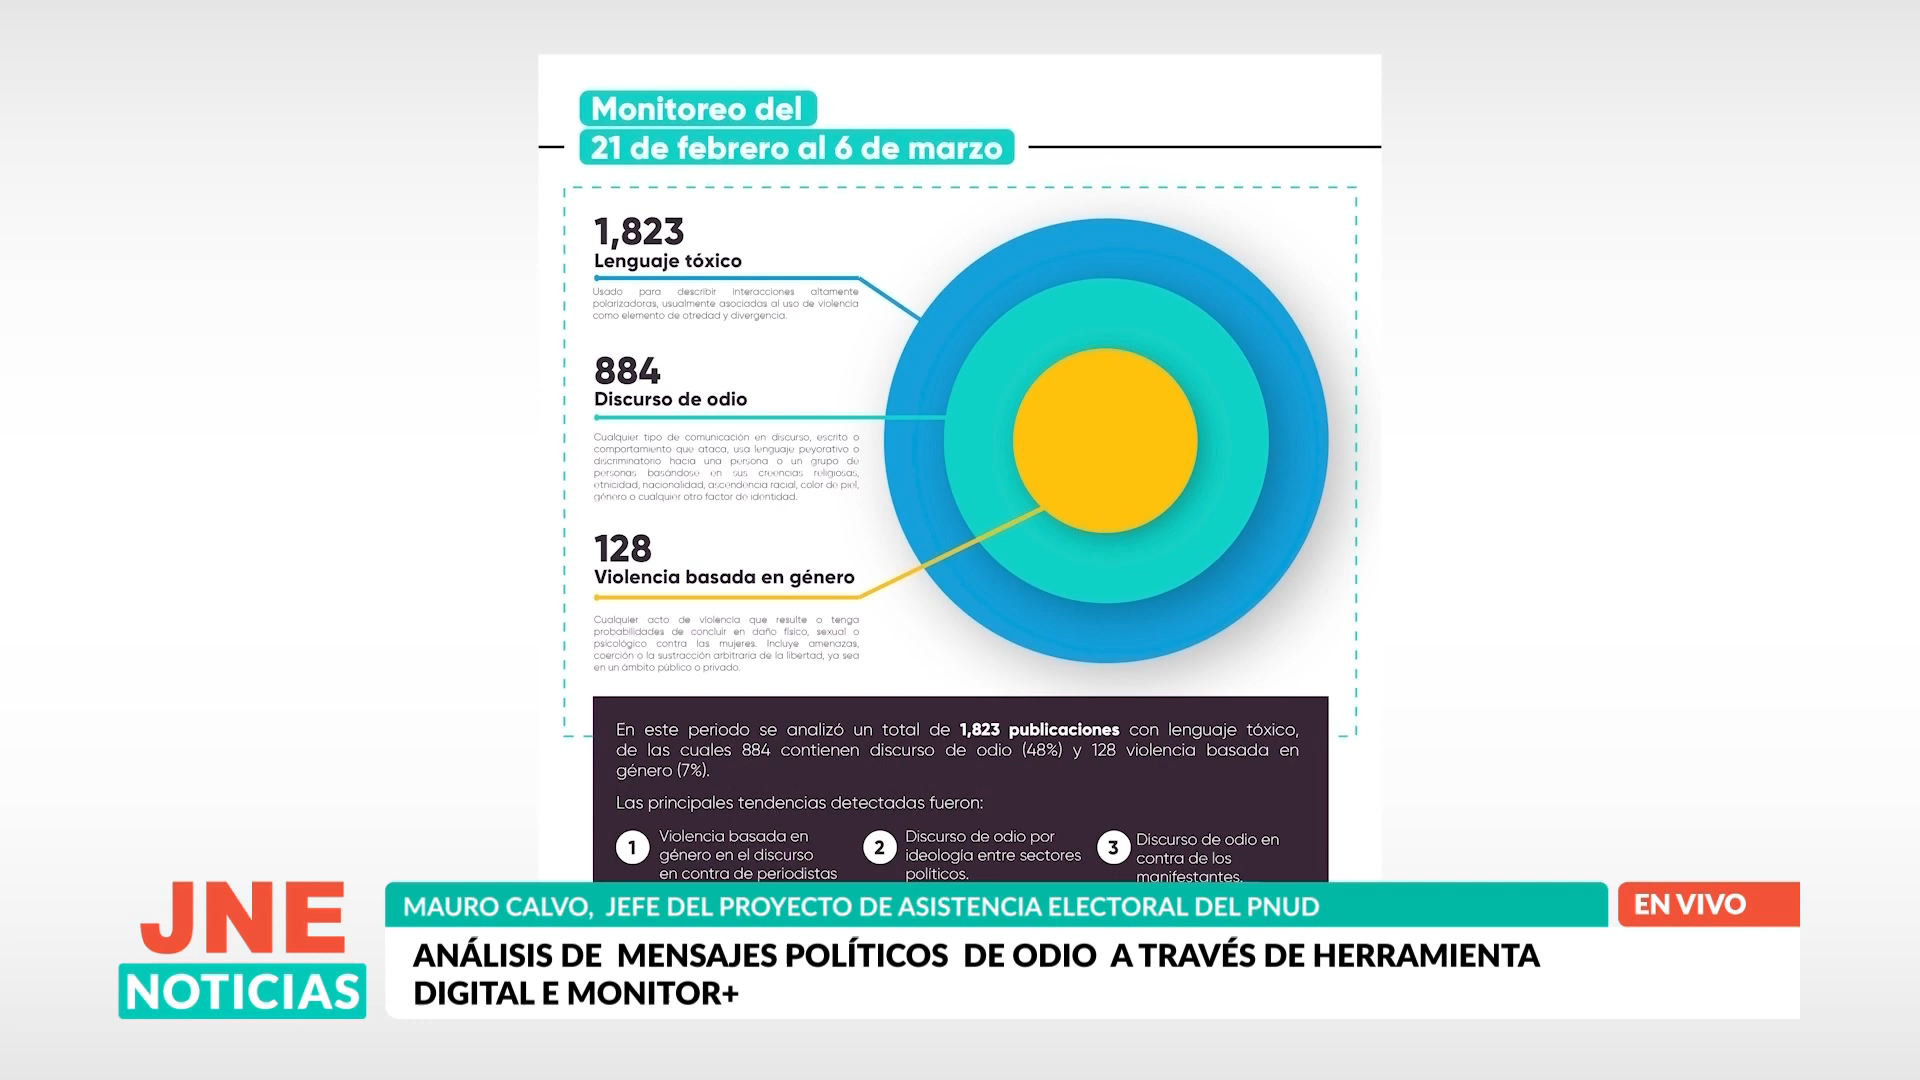 Monitoreo del
21 de febrero al 6 de marzo
1,823
Lenguaje tóxico
Usado para describir interacciones altamente
polarizadoras, usualmente asociadas al uso de violencia
como elemento de otredad y divergencia.
884
Discurso de odio
Cualquier tipo de comunicación en discurso, escrito o
comportamiento que ataca, usa lenguaje peyorativo o
discriminatorio hacia una persona o un grupo de
personas basándose en sus creencias religiosas,
etnicidad, nacionalidad, ascendencia racial, color de piel,
género o cualquier otro factor de identidad.
128
Violencia basada en género
Cualquier acto de violencia que resulte o tenga
probabilidades de concluir en daño físico, sexual o
psicológico contra las mujeres. Incluye amenazas,
coerción o la sustracción arbitraria de la libertad, ya sea
en un ámbito público o privado.
En este periodo se analizó un total de 1,823 publicaciones con lenguaje tóxico,
de las cuales 884 contienen discurso de odio (48%) y 128 violencia basada en
género (7%).
Las principales tendencias detectadas fueron:
1
Violencia basada en
género en el discurso
en contra de periodistas
2
Discurso de odio por
ideología entre sectores
políticos.
3
Discurso de odio en
contra de los
manifestantes.
JNE
NOTICIAS
MAURO CALVO, JEFE DEL PROYECTO DE ASISTENCIA ELECTORAL DEL PNUD
EN VIVO
ANÁLISIS DE MENSAJES POLÍTICOS DE ODIO A TRAVÉS DE HERRAMIENTA
DIGITAL E MONITOR+